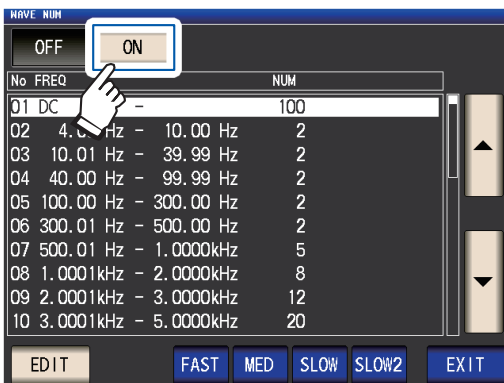 WAVE NUM
OFF ON
No FREQ NUM
01 DC - 100
02 4. Hz - 10.00 Hz 2
03 10.01 Hz - 39.99 Hz 2
04 40.00 Hz - 99.99 Hz 2
05 100.00 Hz - 300.00 Hz 2
06 300.01 Hz - 500.00 Hz 2
07 500.01 Hz - 1.0000kHz 5
08 1.0001kHz - 2.0000kHz 8
09 2.0001kHz - 3.0000kHz 12
10 3.0001kHz - 5.0000kHz 20
EDIT FAST MED SLOW SLOW2 EXIT